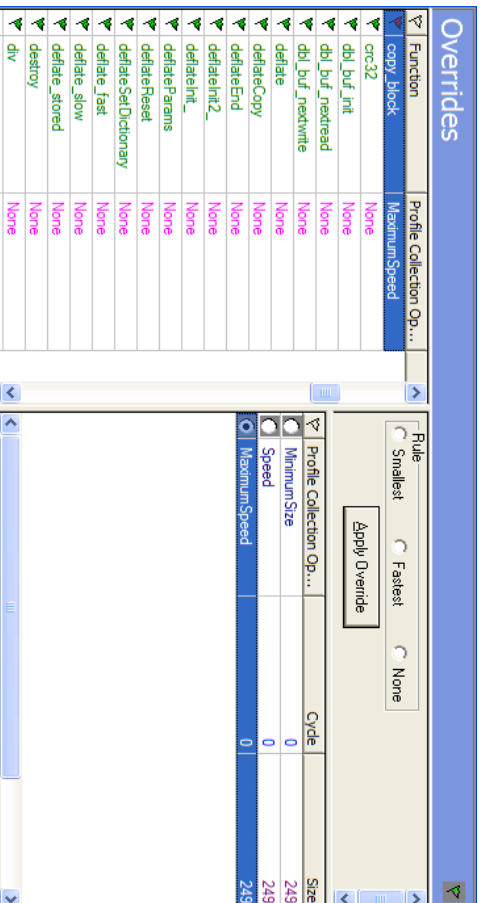 Overrides
Function Profile Collection Op...
copy_block MaximumSpeed
crc32 None
dbl_buf_init None
dbl_buf_nextread None
dbl_buf_nextwrite None
deflate None
deflateCopy None
deflateEnd None
deflateInit2_ None
deflateInit_ None
deflateParams None
deflateReset None
deflateSetDictionary None
deflate_fast None
deflate_slow None
deflate_stored None
destroy None
div None
Rule
Smallest Fastest None
Apply Override
Profile Collection Op... Cycle Size
MinimumSize 0 249
Speed 0 249
MaximumSpeed 0 249